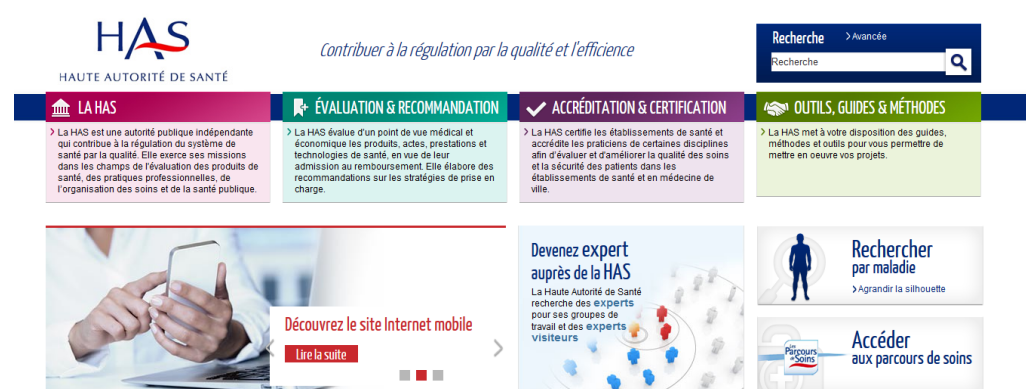 HAS
HAUTE AUTORITÉ DE SANTÉ
Contribuer à la régulation par la qualité et l'efficience
Recherche
Avancée
Recherche
LA HAS
La HAS est une autorité publique indépendante
qui contribue à la régulation du système de
santé par la qualité. Elle exerce ses missions
dans les champs de l'évaluation des produits de
santé, des pratiques professionnelles, de
l'organisation des soins et de la santé publique.
ÉVALUATION & RECOMMANDATION
La HAS évalue d'un point de vue médical et
économique les produits, actes, prestations et
technologies de santé, en vue de leur
admission au remboursement. Elle élabore des
recommandations sur les stratégies de prise en
charge.
ACCRÉDITATION & CERTIFICATION
La HAS certifie les établissements de santé et
accrédite les praticiens de certaines disciplines
afin d'évaluer et d'améliorer la qualité des soins
et la sécurité des patients dans les
établissements de santé et en médecine de
ville.
OUTILS, GUIDES & MÉTHODES
La HAS met à votre disposition des guides,
méthodes et outils pour vous permettre de
mettre en oeuvre vos projets.
Découvrez le site Internet mobile
Lire la suite
Devenez expert
auprès de la HAS
La Haute Autorité de Santé
recherche des experts
pour ses groupes de
travail et des experts
visiteurs
Rechercher
par maladie
Agrandir la silhouette
Les
Parcours
de Soins
Accéder
aux parcours de soins